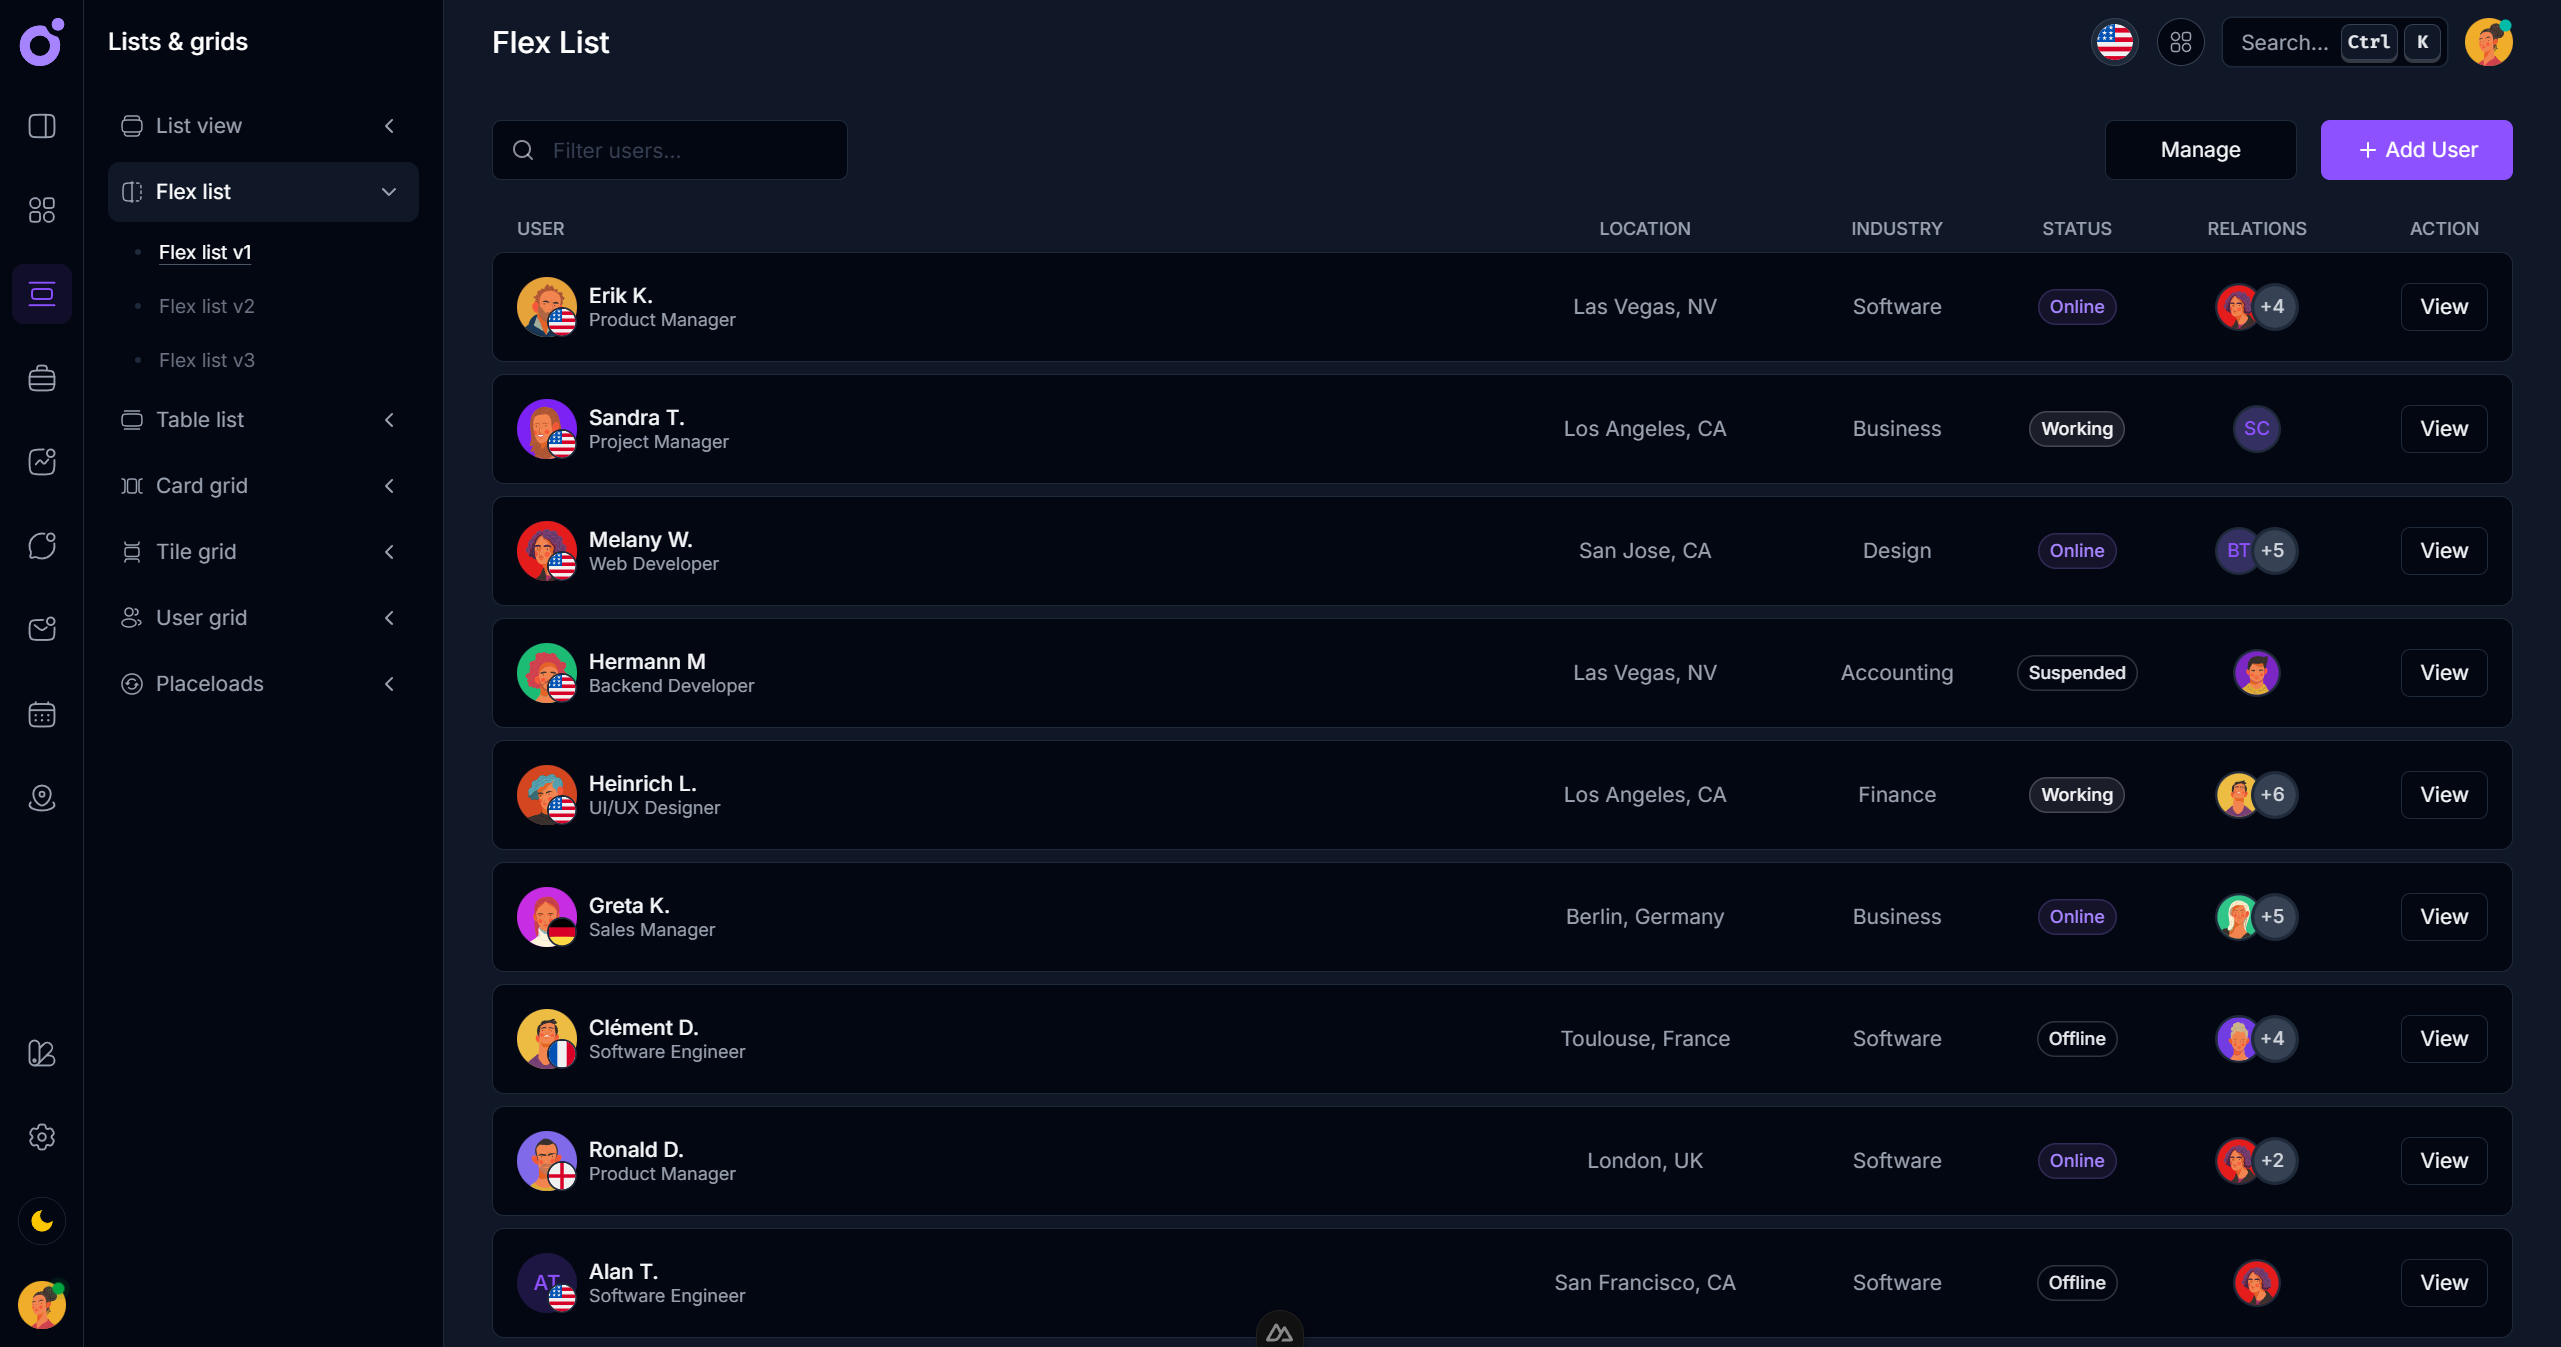 Lists & grids
List view
Flex list
Flex list v1
Flex list v2
Flex list v3
Table list
Card grid
Tile grid
User grid
Placeloads
Flex List
Search... Ctrl K
Filter users...
Manage
+ Add User
USER LOCATION INDUSTRY STATUS RELATIONS ACTION
Erik K.
Product Manager
Las Vegas, NV Software Online +4 View
Sandra T.
Project Manager
Los Angeles, CA Business Working SC View
Melany W.
Web Developer
San Jose, CA Design Online BT +5 View
Hermann M
Backend Developer
Las Vegas, NV Accounting Suspended View
Heinrich L.
UI/UX Designer
Los Angeles, CA Finance Working +6 View
Greta K.
Sales Manager
Berlin, Germany Business Online +5 View
Clément D.
Software Engineer
Toulouse, France Software Offline +4 View
Ronald D.
Product Manager
London, UK Software Online +2 View
AT
Alan T.
Software Engineer
San Francisco, CA Software Offline View